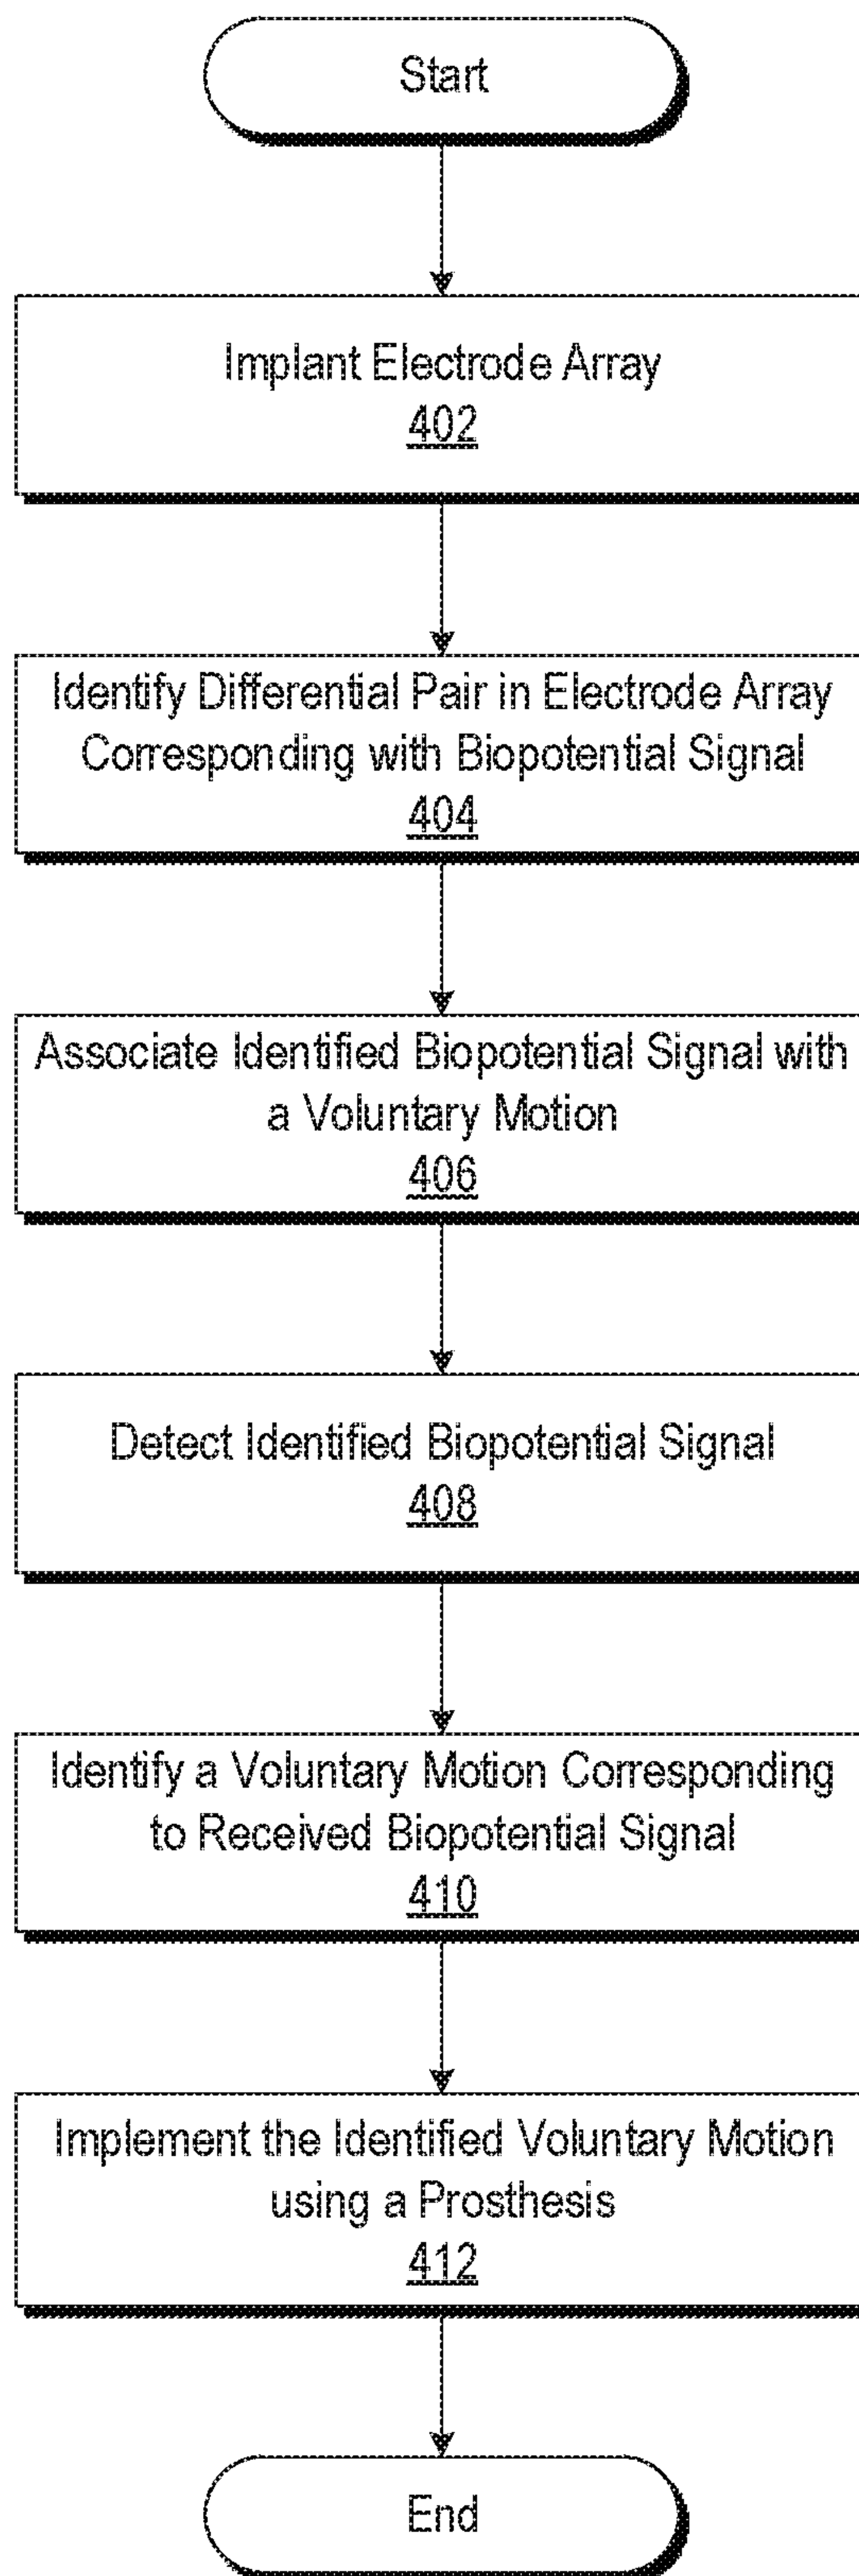 Start
Implant Electrode Array
402
Identify Differential Pair in Electrode Array
Corresponding with Biopotential Signal
404
Associate Identified Biopotential Signal with
a Voluntary Motion
406
Detect Identified Biopotential Signal
408
Identify a Voluntary Motion Corresponding
to Received Biopotential Signal
410
Implement the Identified Voluntary Motion
using a Prosthesis
412
End